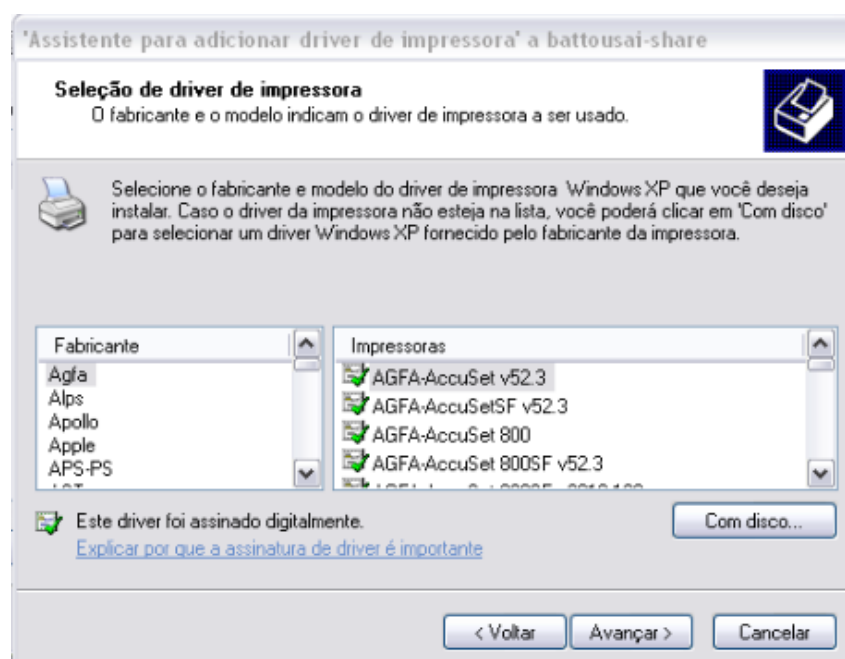 'Assistente para adicionar driver de impressora' a battousai-share
Seleção de driver de impressora
O fabricante e o modelo indicam o driver de impressora a ser usado.
Selecione o fabricante e modelo do driver de impressora Windows XP que você deseja
instalar. Caso o driver da impressora não esteja na lista, você poderá clicar em 'Com disco'
para selecionar um driver Windows XP fornecido pelo fabricante da impressora.
Fabricante
Agfa
Alps
Apollo
Apple
APS-PS
Impressoras
AGFA-AccuSet v52.3
AGFA-AccuSetSF v52.3
AGFA-AccuSet 800
AGFA-AccuSet 800SF v52.3
Este driver foi assinado digitalmente.
Explicar por que a assinatura de driver é importante
Com disco...
< Voltar
Avançar >
Cancelar